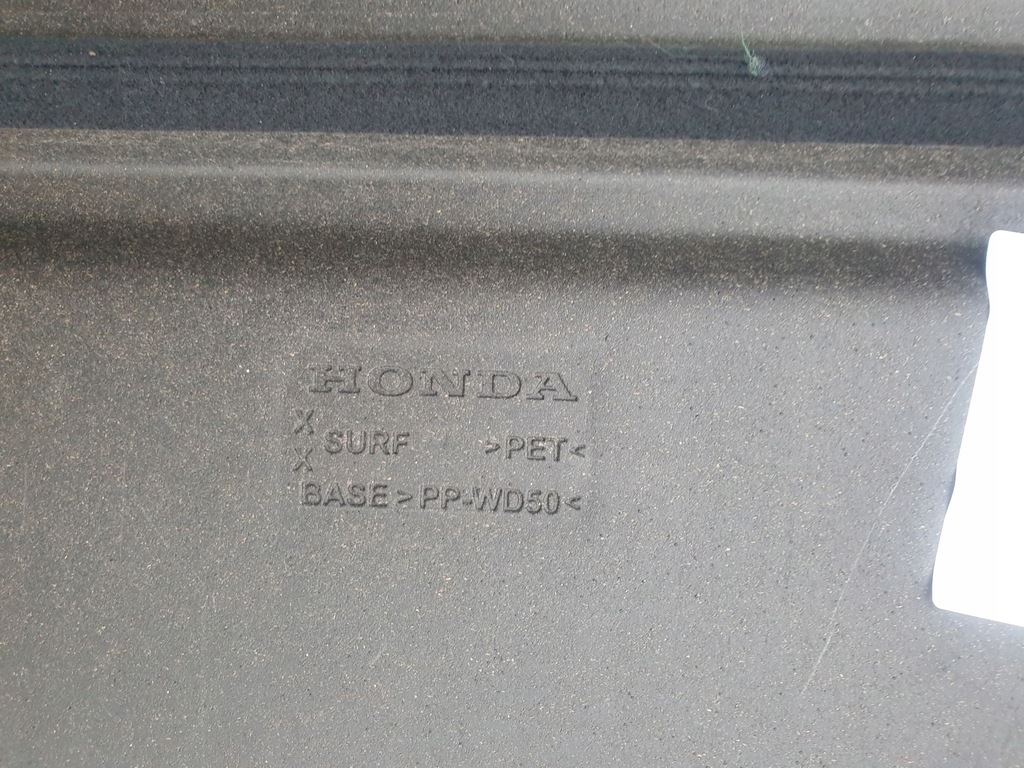 HONDA
X
SURF >PET<
X
BASE >PP-WD50<